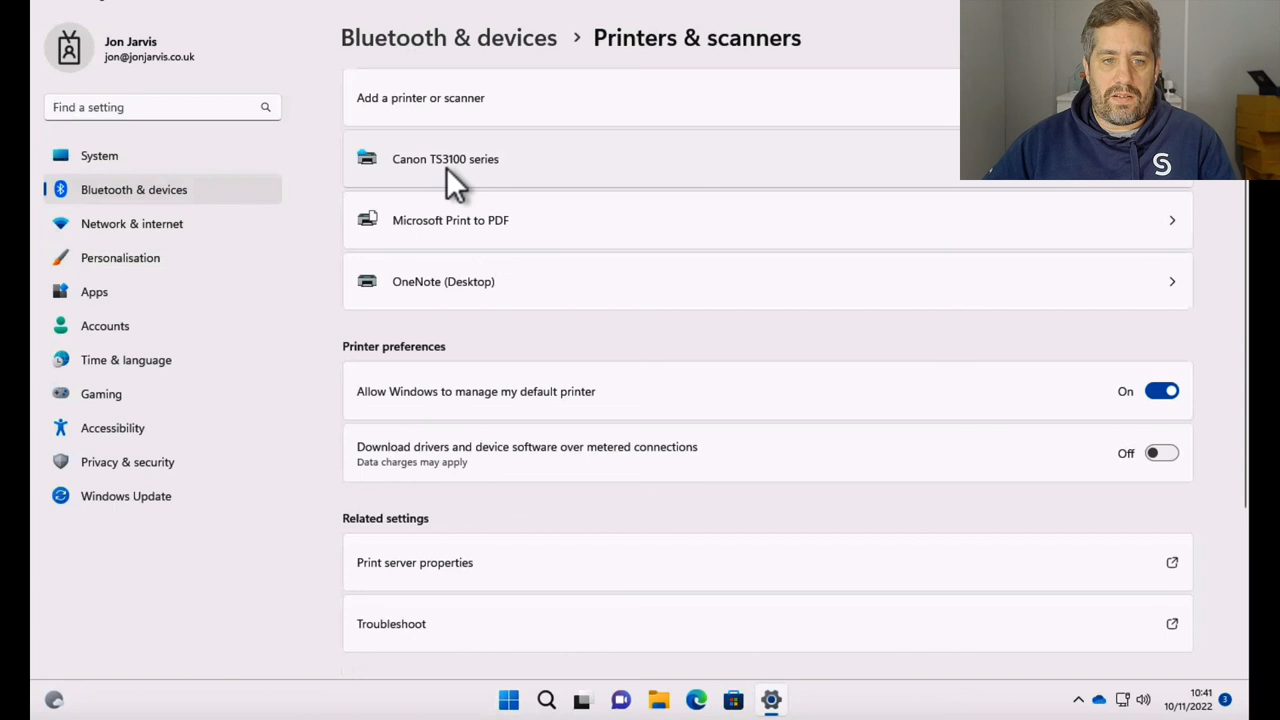 Jon Jarvis
jon@jonjarvis.co.uk
Find a setting
System
Bluetooth & devices
Network & internet
Personalisation
Apps
Accounts
Time & language
Gaming
Accessibility
Privacy & security
Windows Update
Bluetooth & devices > Printers & scanners
Add a printer or scanner
Canon TS3100 series
Microsoft Print to PDF
OneNote (Desktop)
Printer preferences
Allow Windows to manage my default printer
On
Download drivers and device software over metered connections
Data charges may apply
Off
Related settings
Print server properties
Troubleshoot
10:41
10/11/2022
3
S